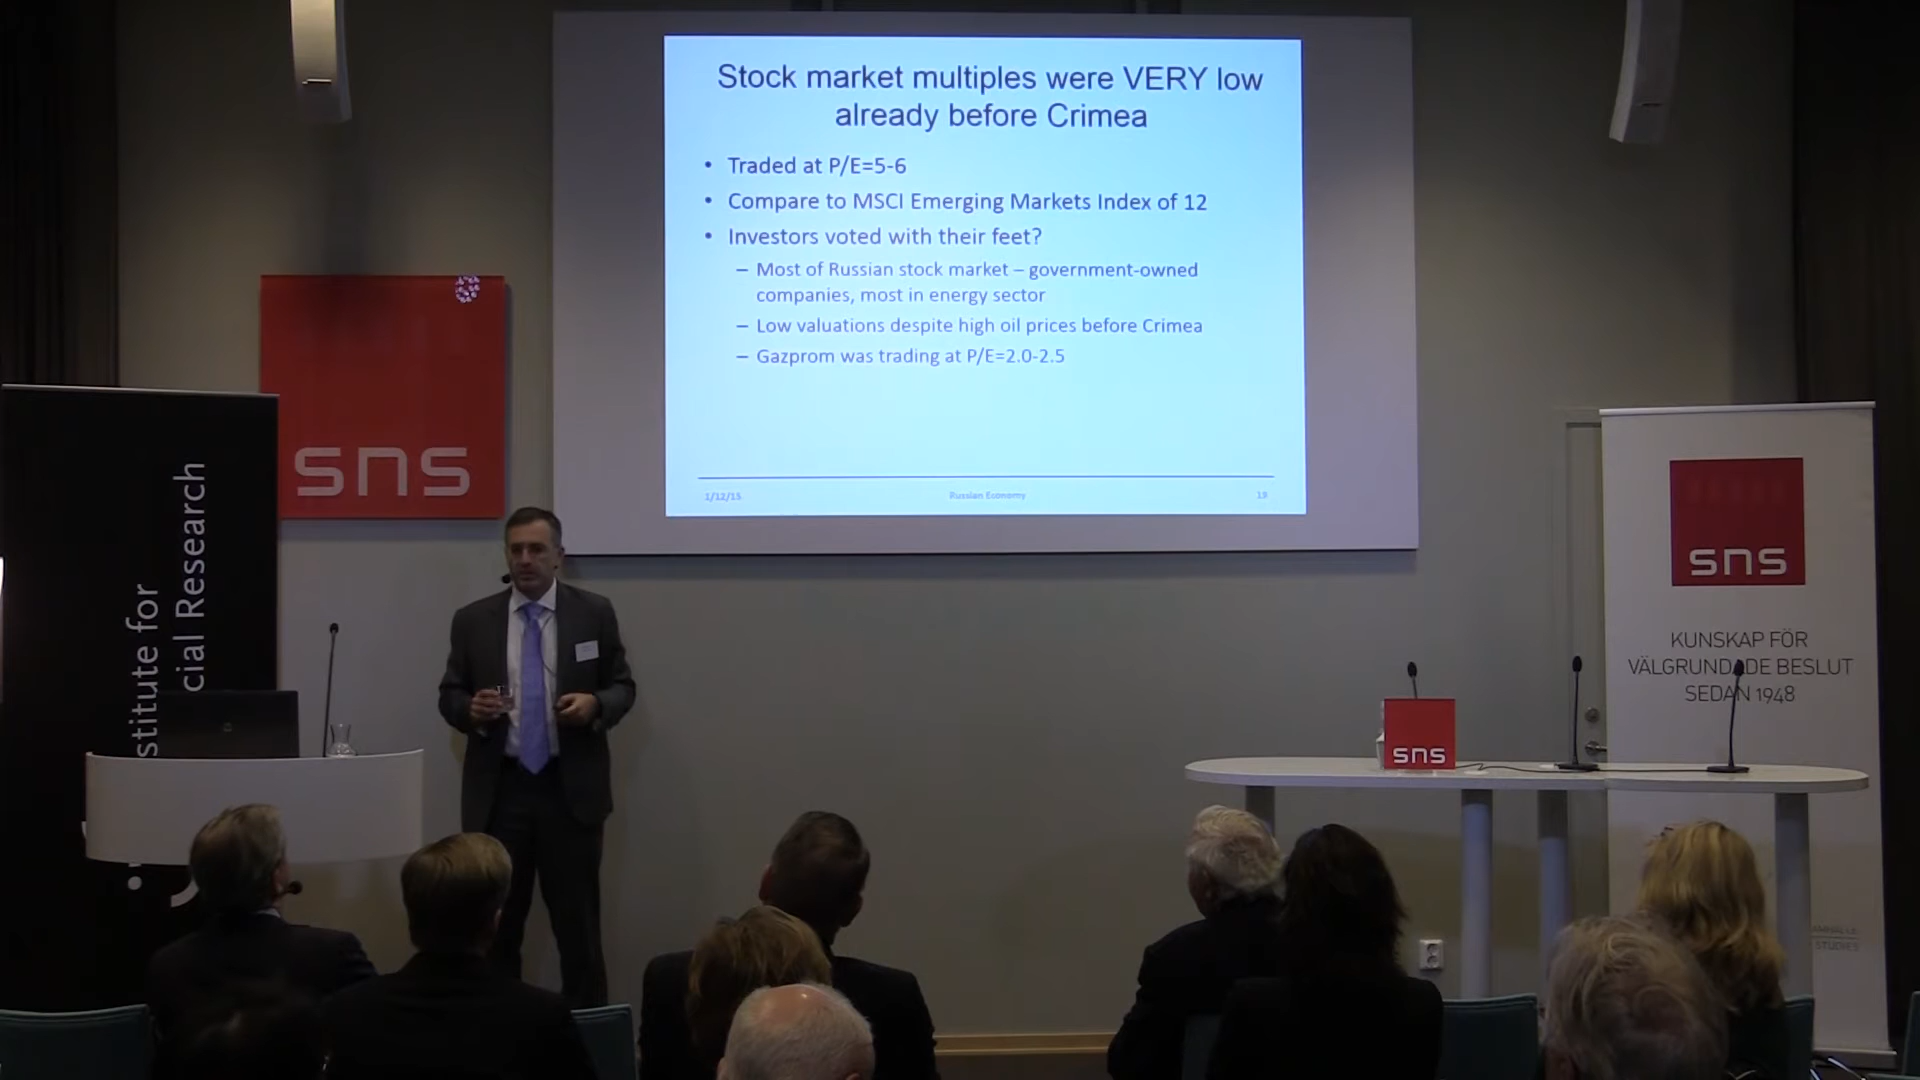 Stock market multiples were VERY low
already before Crimea
• Traded at P/E=5-6
• Compare to MSCI Emerging Markets Index of 12
• Investors voted with their feet?
– Most of Russian stock market – government-owned
companies, most in energy sector
– Low valuations despite high oil prices before Crimea
– Gazprom was trading at P/E=2.0-2.5
1/12/15
Russian Economy
19
sns
stitute for
cial Research
sns
KUNSKAP FÖR
VÄLGRUNDADE BESLUT
SEDAN 1948
sns
STUDIES